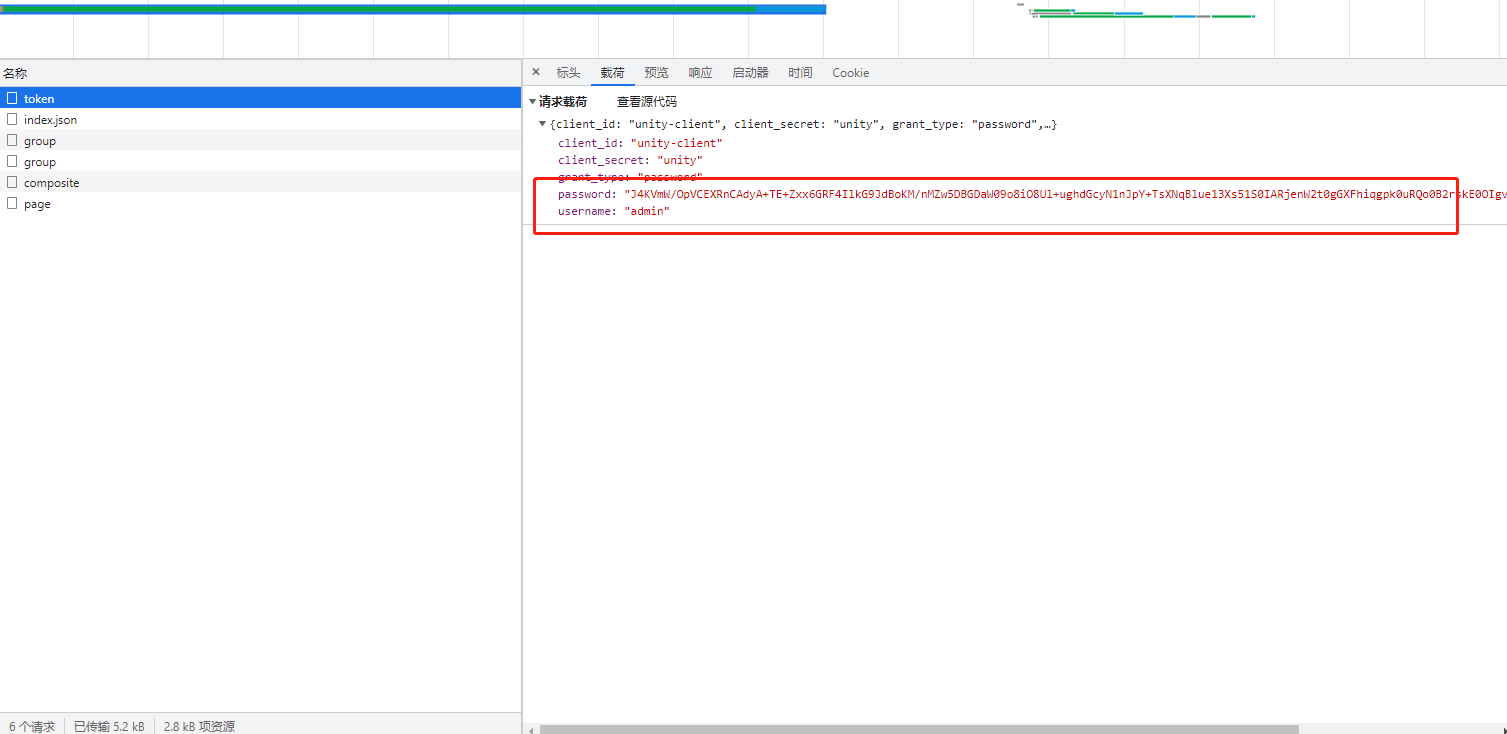 名称
token
index.json
group
group
composite
page
6 个请求 已传输 5.2 kB 2.8 kB 项资源
× 标头 载荷 预览 响应 启动器 时间 Cookie
▼请求载荷 查看源代码
▼{client_id: "unity-client", client_secret: "unity", grant_type: "password",…}
client_id: "unity-client"
client_secret: "unity"
grant_type: "password"
password: "J4KVmW/OpVCEXRnCAdyA+TE+Zxx6GRF4IlkG9JdBoKM/nMZw5DBGDaW09o8iO8Ul+ughdGcyN1nJpY+TsXNqBlue13Xs51S0IARjenW2t0gGXFhiqgpk0uRQo0B2rskE0OIgv
username: "admin"